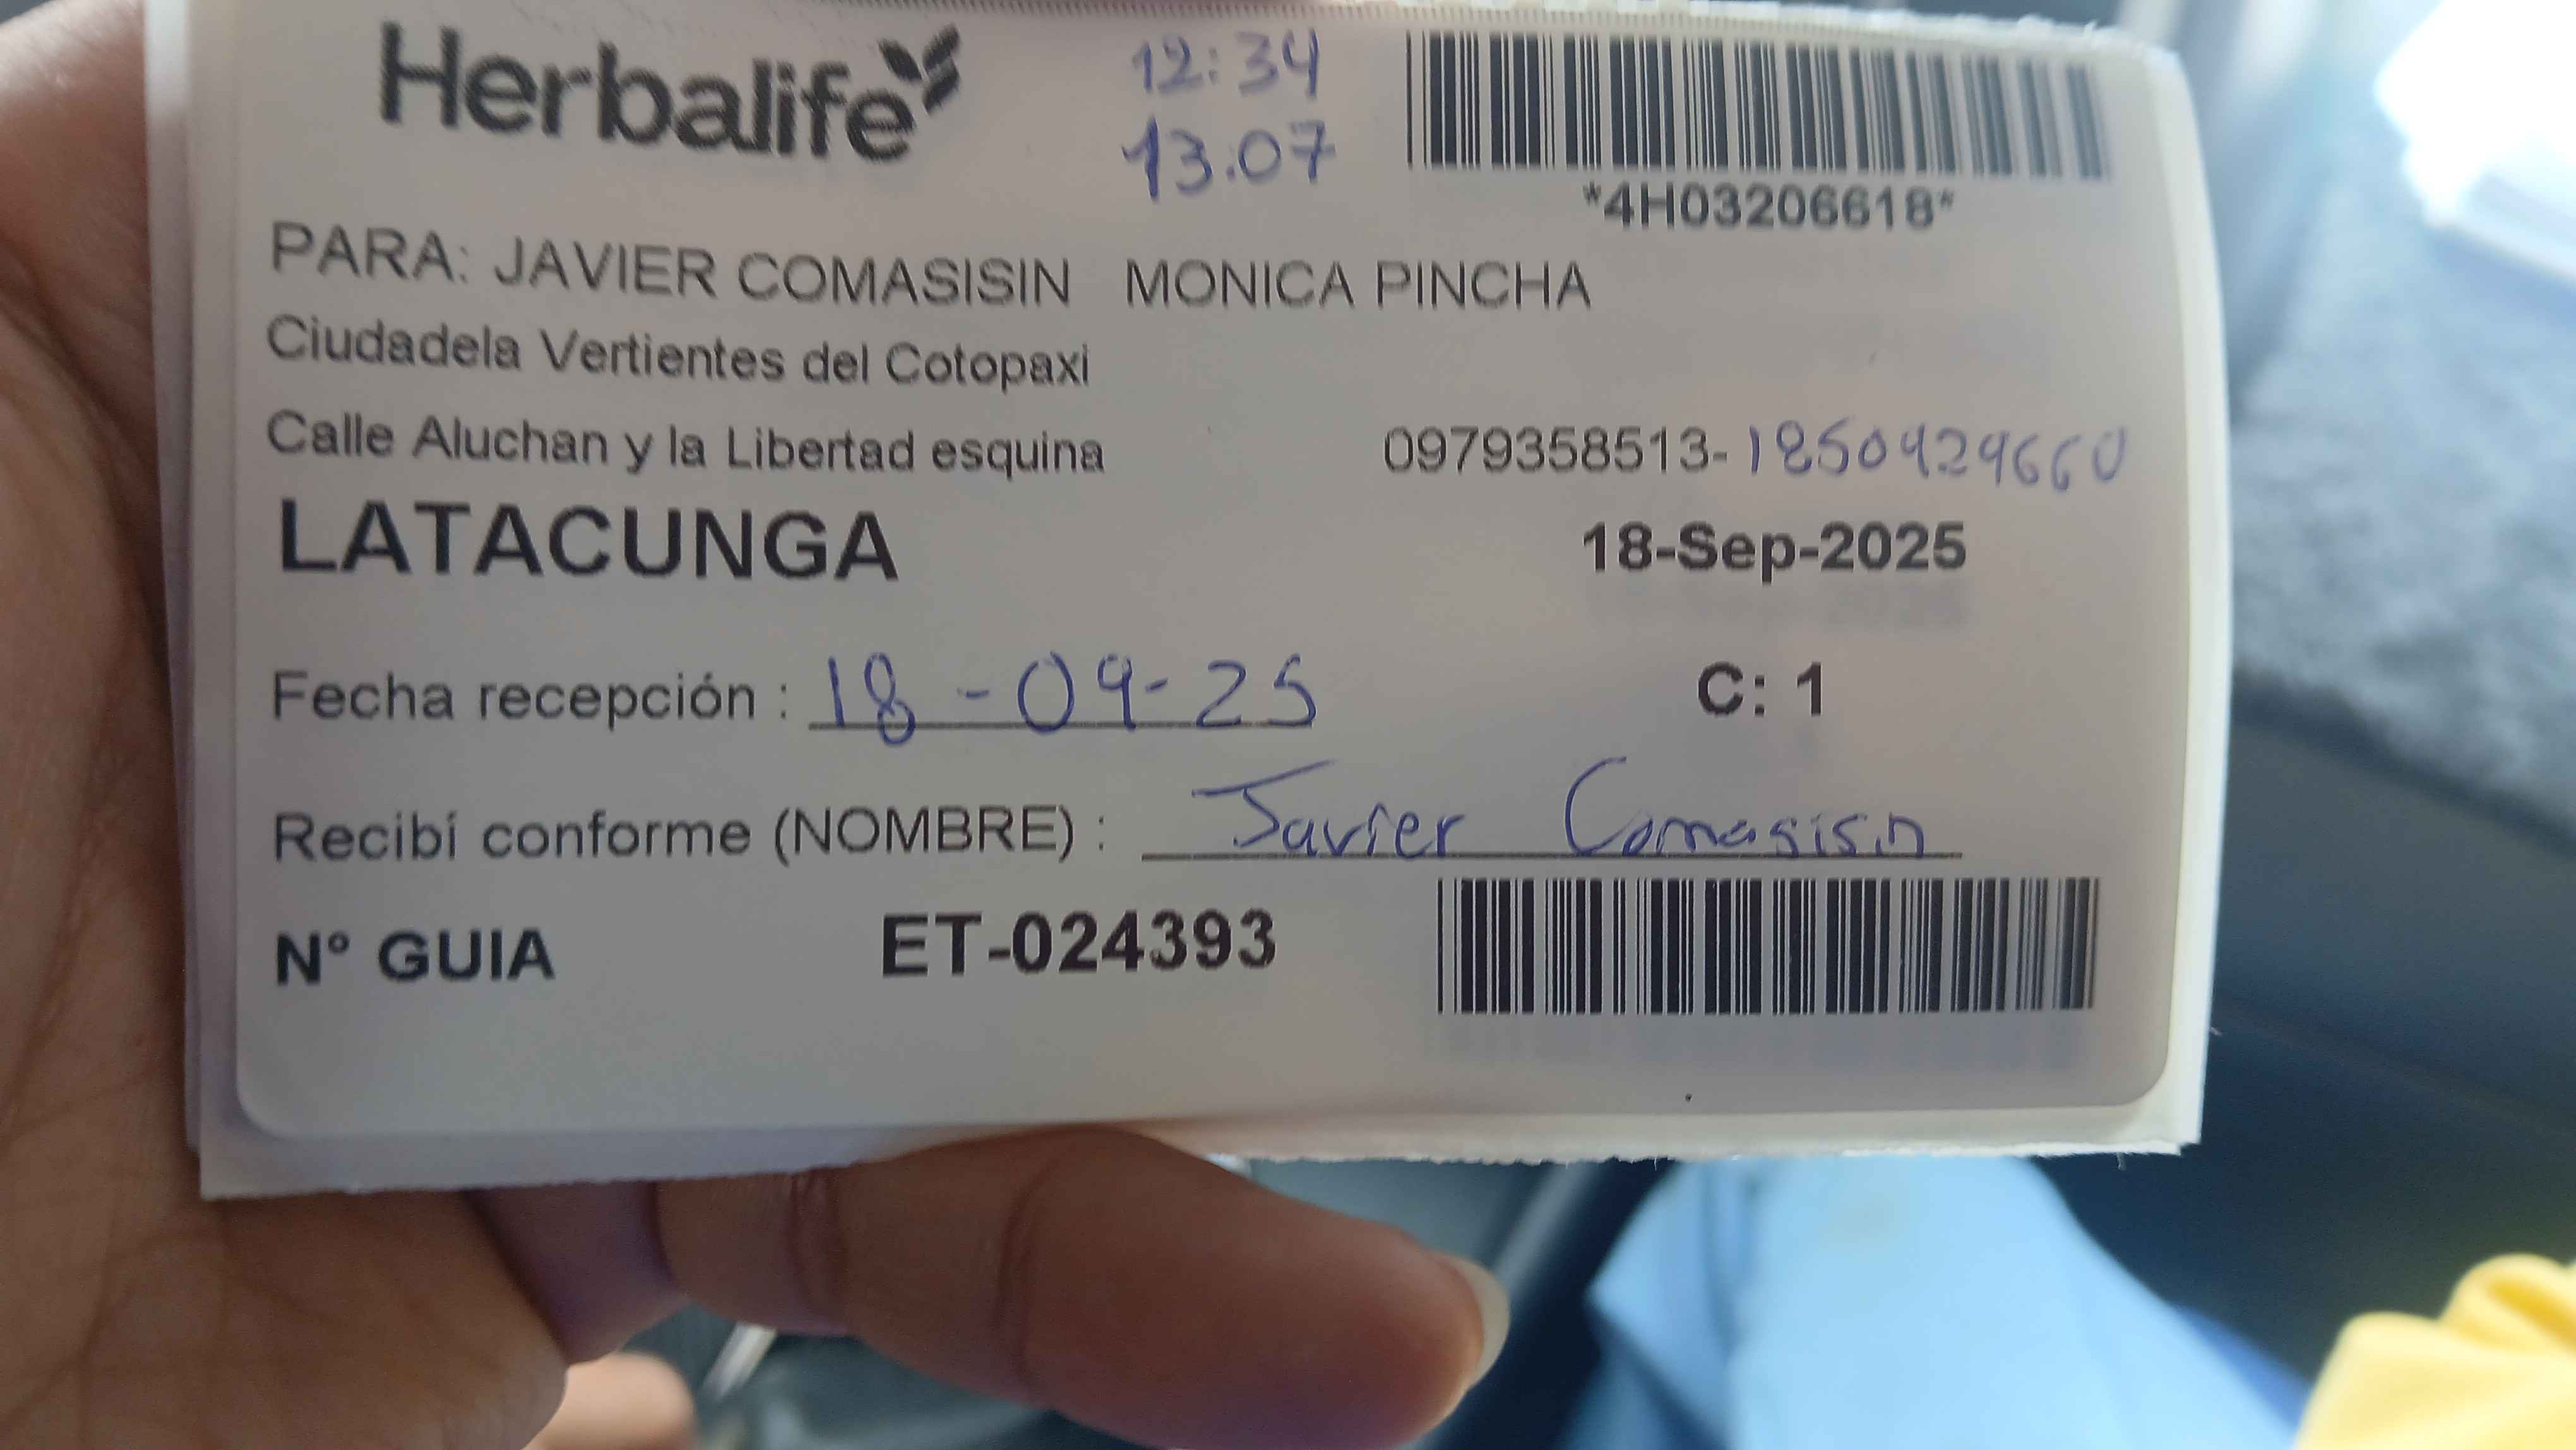 Herbalife
12:34
13:07
*4H03206618*
PARA: JAVIER COMASISIN MONICA PINCHA
Ciudadela Vertientes del Cotopaxi
Calle Aluchan y la Libertad esquina 0979358513-1850929660
LATACUNGA 18-Sep-2025
Fecha recepción : 18-09-25 C: 1
Recibí conforme (NOMBRE) : Javier Comasisin
N° GUIA ET-024393